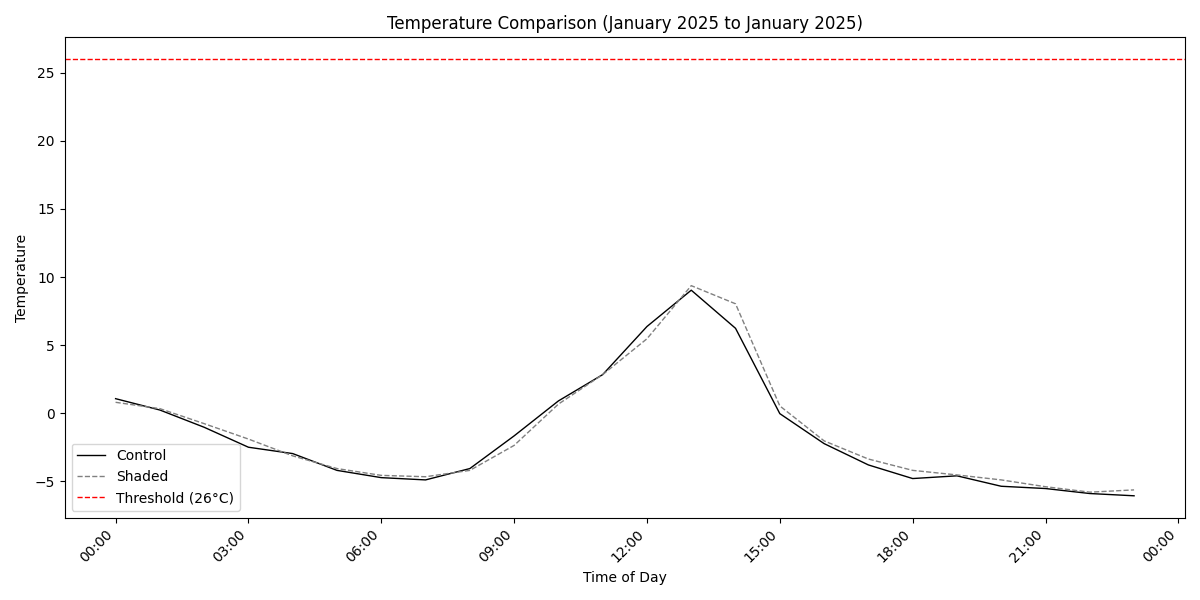 Temperature Comparison (January 2025 to January 2025)
Temperature
25
20
15
10
5
0
−5
Control
Shaded
Threshold (26°C)
00:00
03:00
06:00
09:00
12:00
15:00
18:00
21:00
00:00
Time of Day